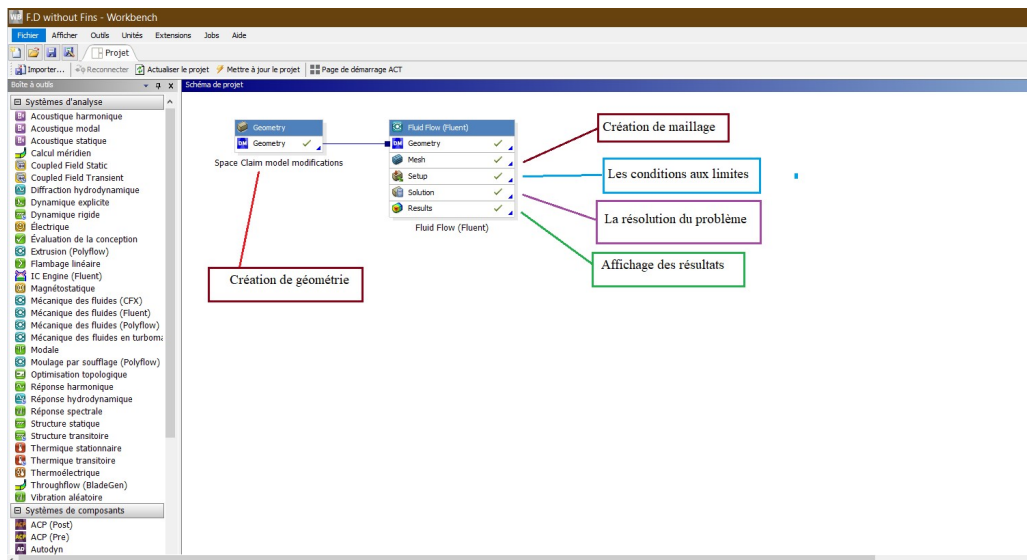 F.D without Fins - Workbench
Fichier Afficher Outils Unités Extensions Jobs Aide
Projet
Importer... Reconnecter Actualiser le projet Mettre à jour le projet Page de démarrage ACT
Boîte à outils
Schéma de projet
Systèmes d'analyse
Acoustique harmonique
Acoustique modal
Acoustique statique
Calcul méridien
Coupled Field Static
Coupled Field Transient
Diffraction hydrodynamique
Dynamique explicite
Dynamique rigide
Électrique
Évaluation de la conception
Extrusion (Polyflow)
Flambage linéaire
IC Engine (Fluent)
Magnétostatique
Mécanique des fluides (CFX)
Mécanique des fluides (Fluent)
Mécanique des fluides (Polyflow)
Mécanique des fluides en turboma
Modale
Moulage par soufflage (Polyflow)
Optimisation topologique
Réponse harmonique
Réponse hydrodynamique
Réponse spectrale
Structure statique
Structure transitoire
Thermique stationnaire
Thermique transitoire
Thermoélectrique
Throughflow (BladeGen)
Vibration aléatoire
Systèmes de composants
ACP (Post)
ACP (Pre)
Autodyn
Geometry
DM Geometry
Space Claim model modifications
Fluid Flow (Fluent)
DM Geometry
Mesh
Setup
Solution
Results
Fluid Flow (Fluent)
Création de maillage
Les conditions aux limites
La résolution du problème
Affichage des résultats
Création de géométrie